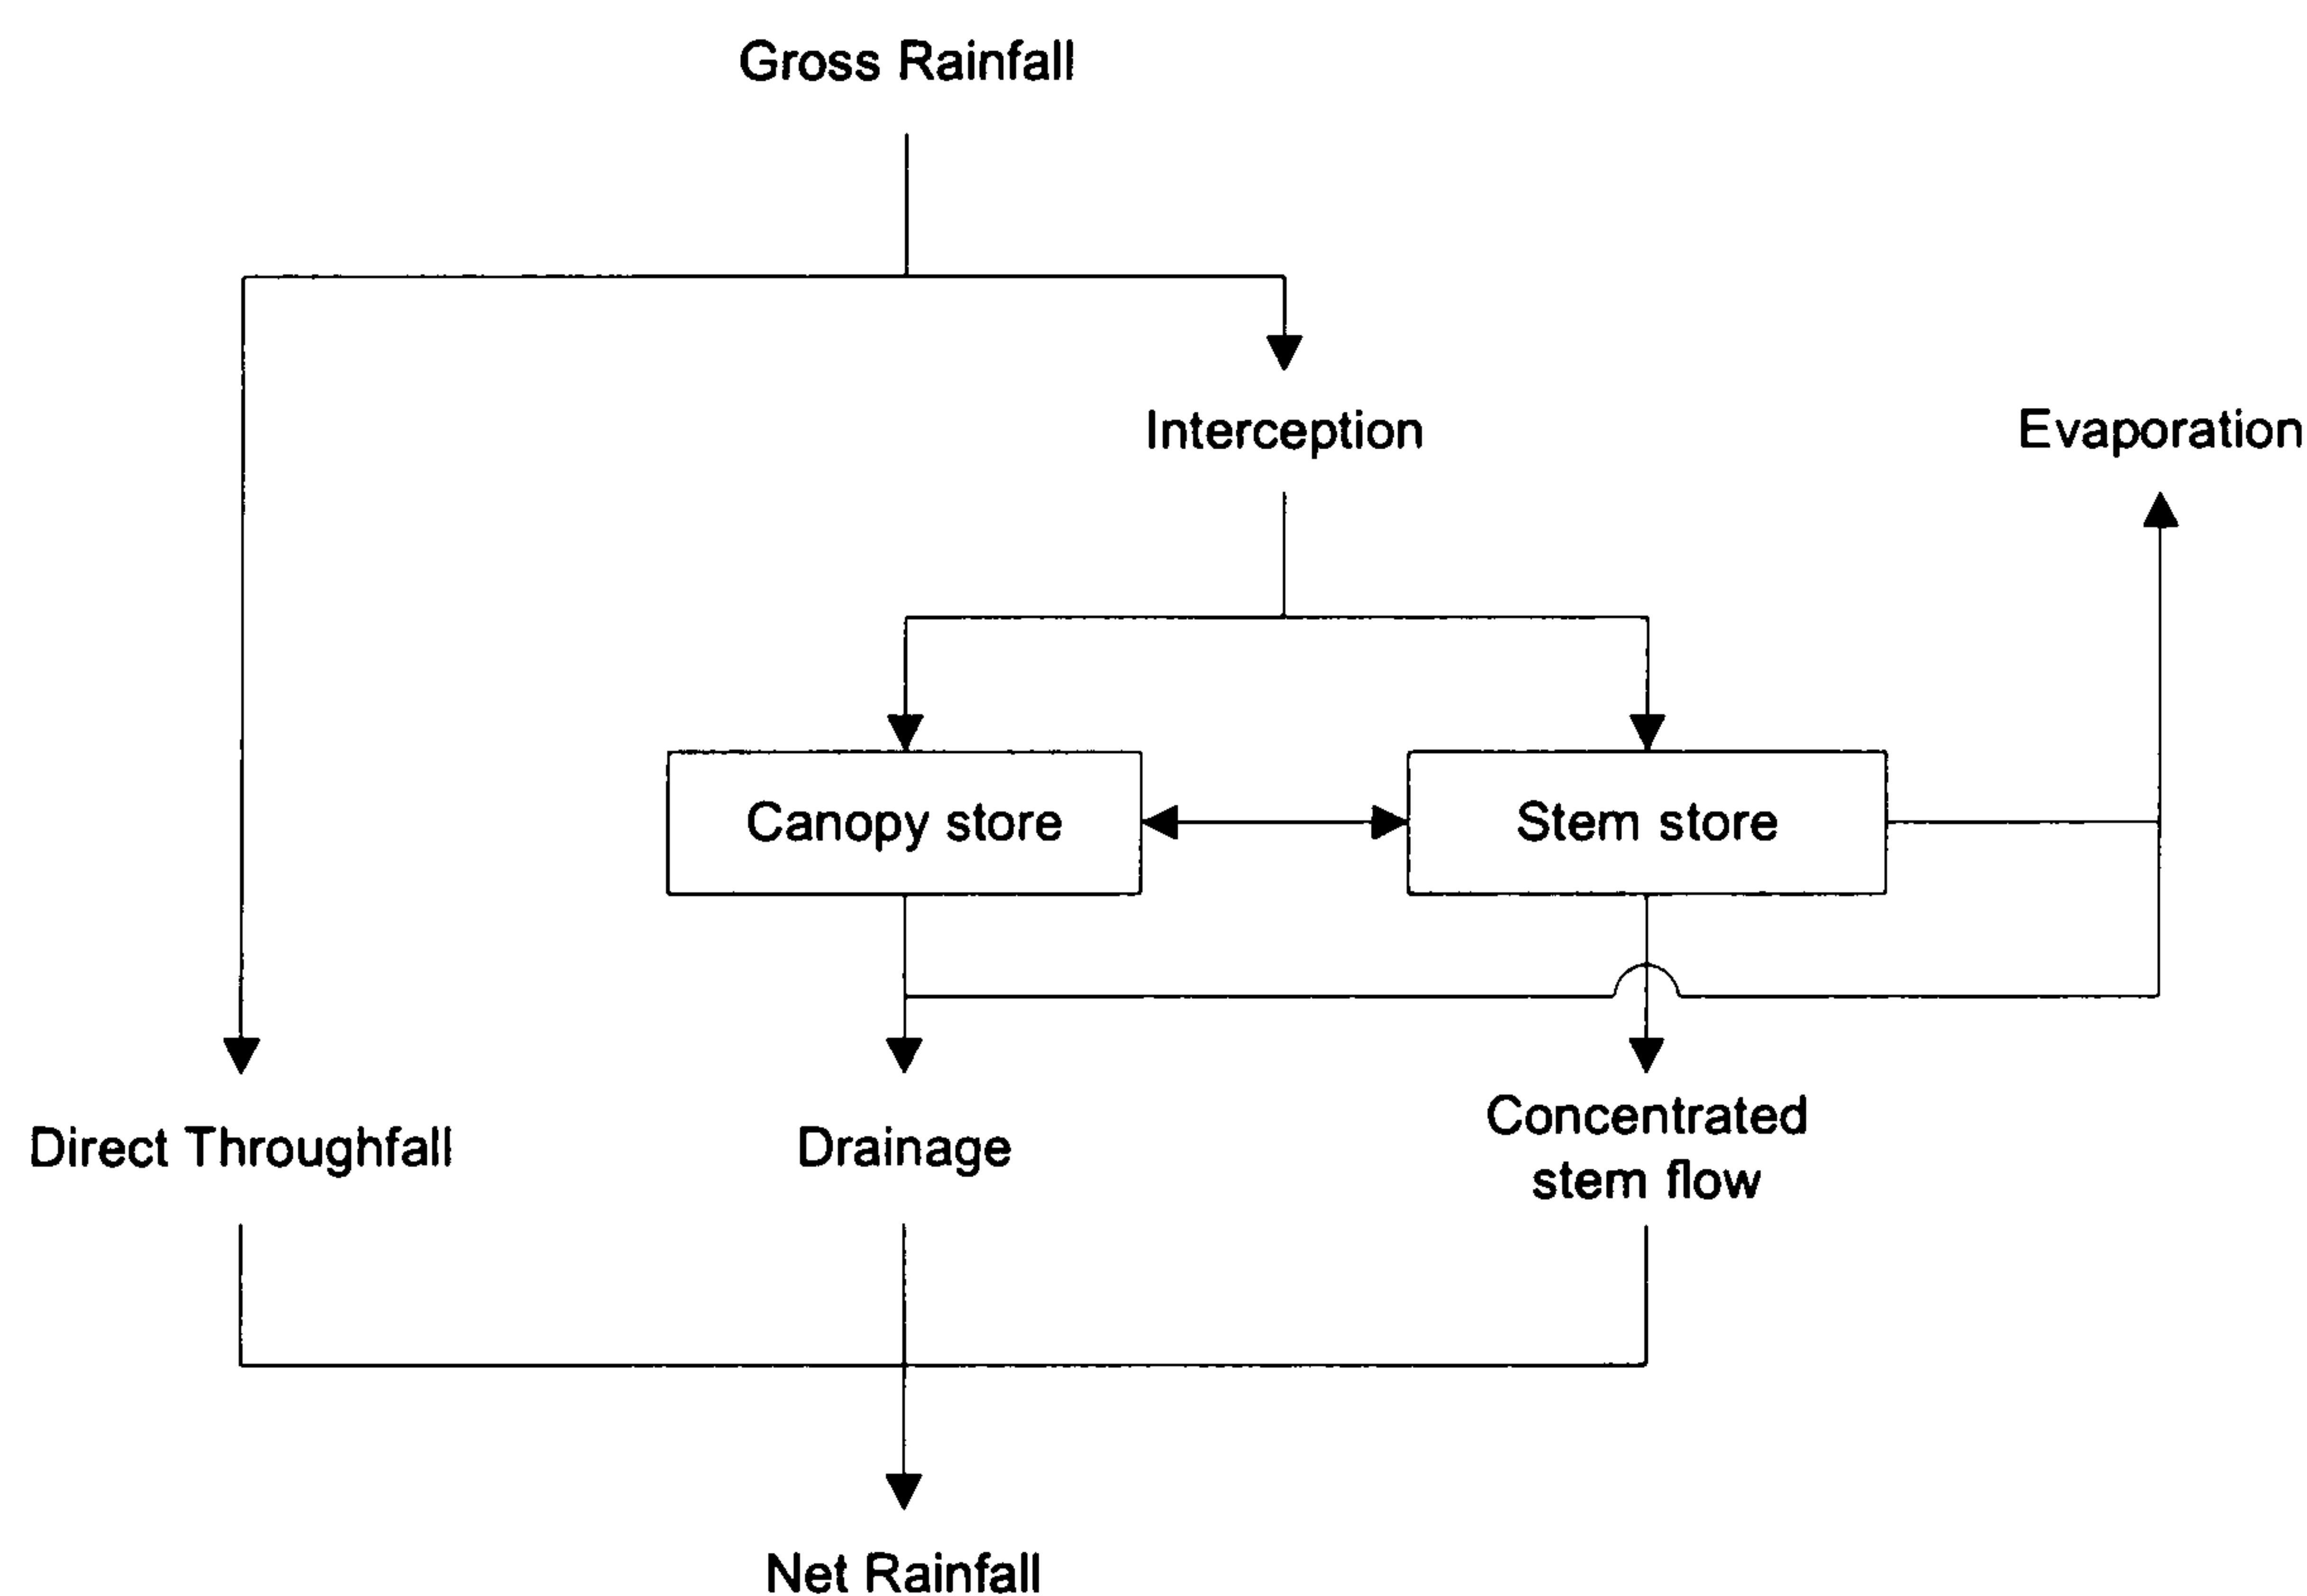 Gross Rainfall
Interception
Evaporation
Canopy store
Stem store
Direct Throughfall
Drainage
Concentrated
stem flow
Net Rainfall